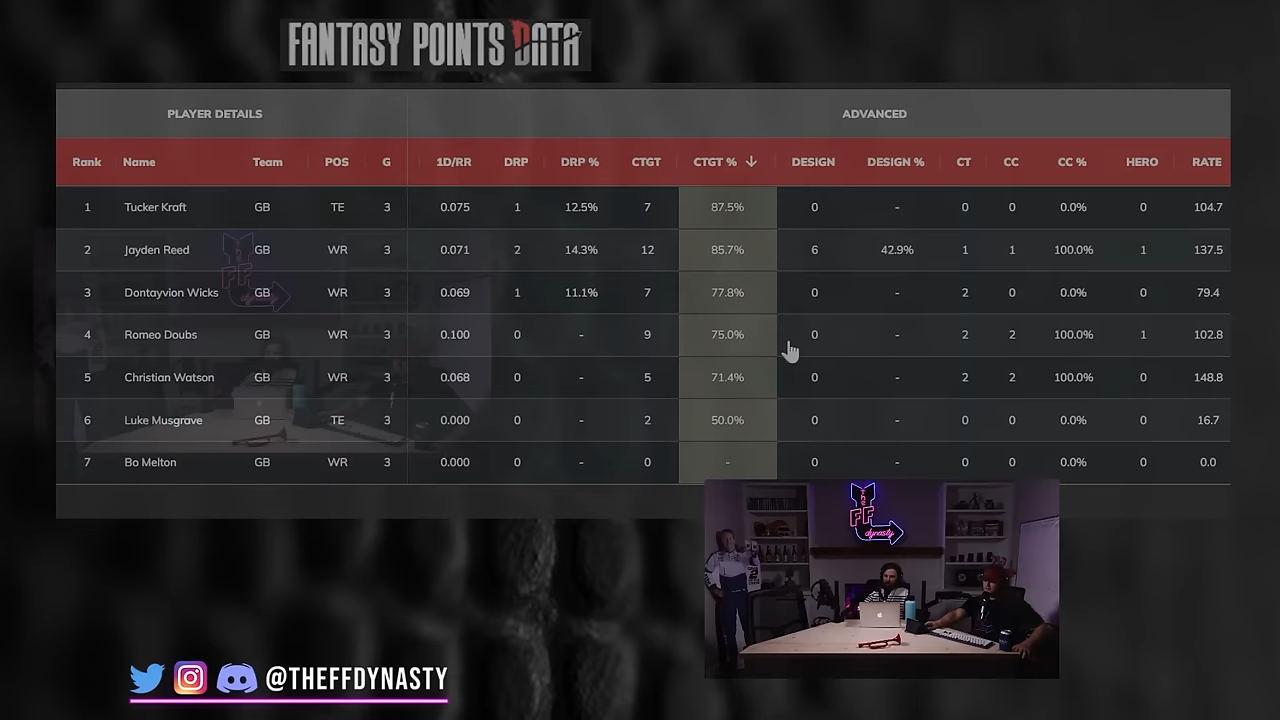 FANTASY POINTS DATA
PLAYER DETAILS ADVANCED
Rank Name Team POS G 1D/RR DRP DRP % CTGT CTGT % ↓ DESIGN DESIGN % CT CC CC % HERO RATE
1 Tucker Kraft GB TE 3 0.075 1 12.5% 7 87.5% 0 - 0 0 0.0% 0 104.7
2 Jayden Reed GB WR 3 0.071 2 14.3% 12 85.7% 6 42.9% 1 1 100.0% 1 137.5
3 Dontayvion Wicks GB WR 3 0.069 1 11.1% 7 77.8% 0 - 2 0 0.0% 0 79.4
4 Romeo Doubs GB WR 3 0.100 0 - 9 75.0% 0 - 2 2 100.0% 1 102.8
5 Christian Watson GB WR 3 0.068 0 - 5 71.4% 0 - 2 2 100.0% 0 148.8
6 Luke Musgrave GB TE 3 0.000 0 - 2 50.0% 0 - 0 0 0.0% 0 16.7
7 Bo Melton GB WR 3 0.000 0 - 0 - 0 - 0 0 0.0% 0 0.0
The
FF
dynasty
@THEFFDYNASTY